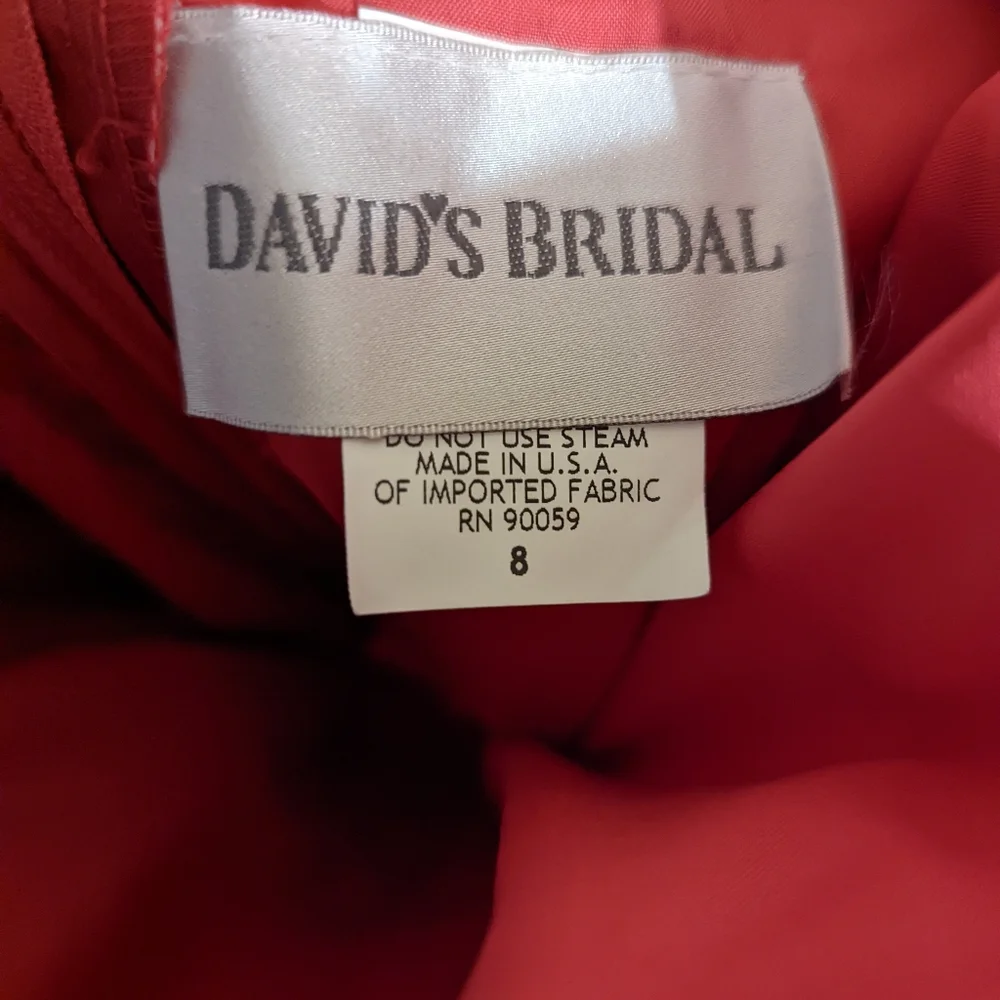 DAVID'S BRIDAL
DO NOT USE STEAM
MADE IN U.S.A.
OF IMPORTED FABRIC
RN 90059
8